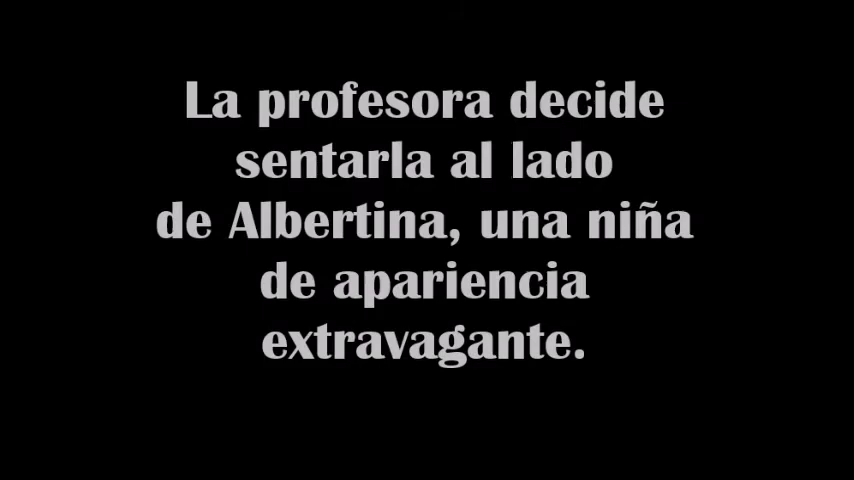 La profesora decide
sentarla al lado
de Albertina, una niña
de apariencia
extravagante.